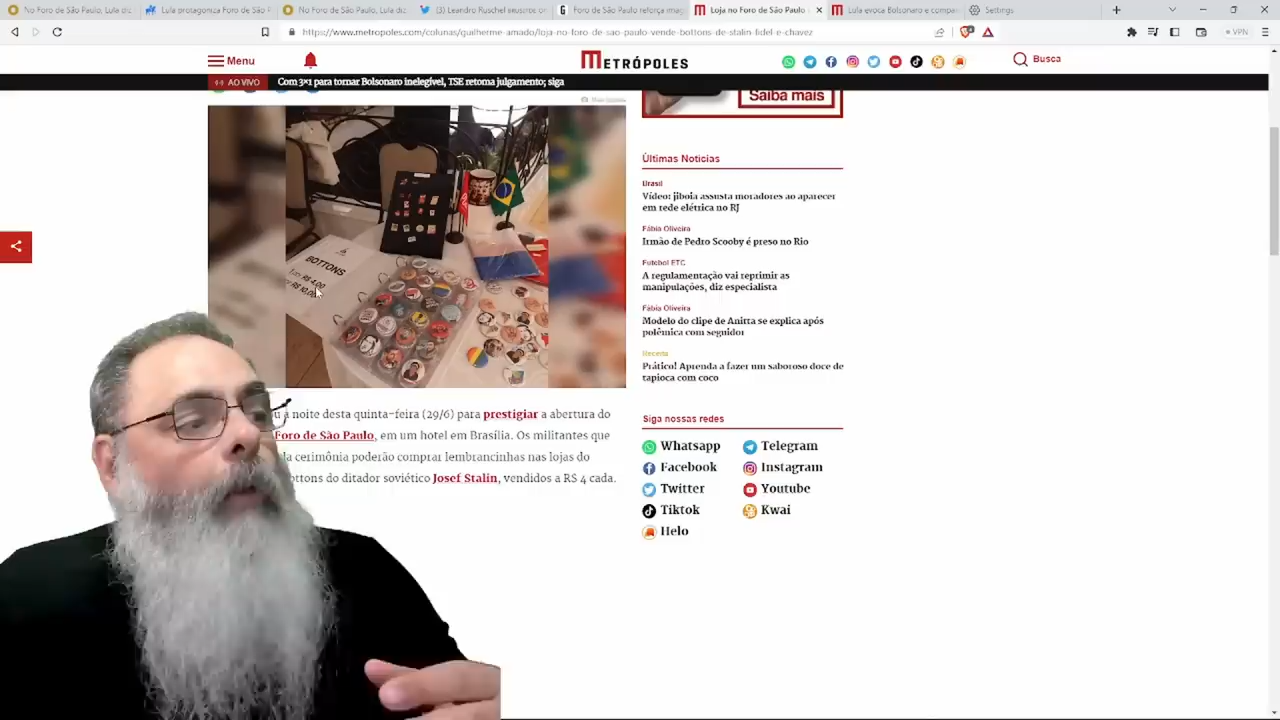 No Foro de São Paulo, Lula diz
Lula protagoniza Foro de São P
No Foro de São Paulo, Lula diz
Foro de São Paulo reforça imag
Loja no Foro de São Paulo
Lula evoca Bolsonaro e compar
Settings
https://www.metropoles.com/colunas/guilherme-amado/loja-no-foro-de-sao-paulo-vende-bottons-de-stalin-fidel-e-chavez
VPN
Menu
METRÓPOLES
Busca
AO VIVO
Com 3x1 para tornar Bolsonaro inelegível, TSE retoma julgamento; siga
Saiba mais
BOTTONS
1 un R$ 4,00
u à noite desta quinta-feira (29/6) para prestigiar a abertura do
Foro de São Paulo, em um hotel em Brasília. Os militantes que
la cerimônia poderão comprar lembrancinhas nas lojas do
ottons do ditador soviético Josef Stalin, vendidos a R$ 4 cada.
Últimas Notícias
Brasil
Vídeo: jiboia assusta moradores ao aparecer
em rede elétrica no RJ
Fábia Oliveira
Irmão de Pedro Scooby é preso no Rio
Futebol ETC
A regulamentação vai reprimir as
manipulações, diz especialista
Fábia Oliveira
Modelo do clipe de Anitta se explica após
polêmica com seguidor
Receita
Prático! Aprenda a fazer um saboroso doce de
tapioca com coco
Siga nossas redes
Whatsapp
Telegram
Facebook
Instagram
Twitter
Youtube
Tiktok
Kwai
Helo